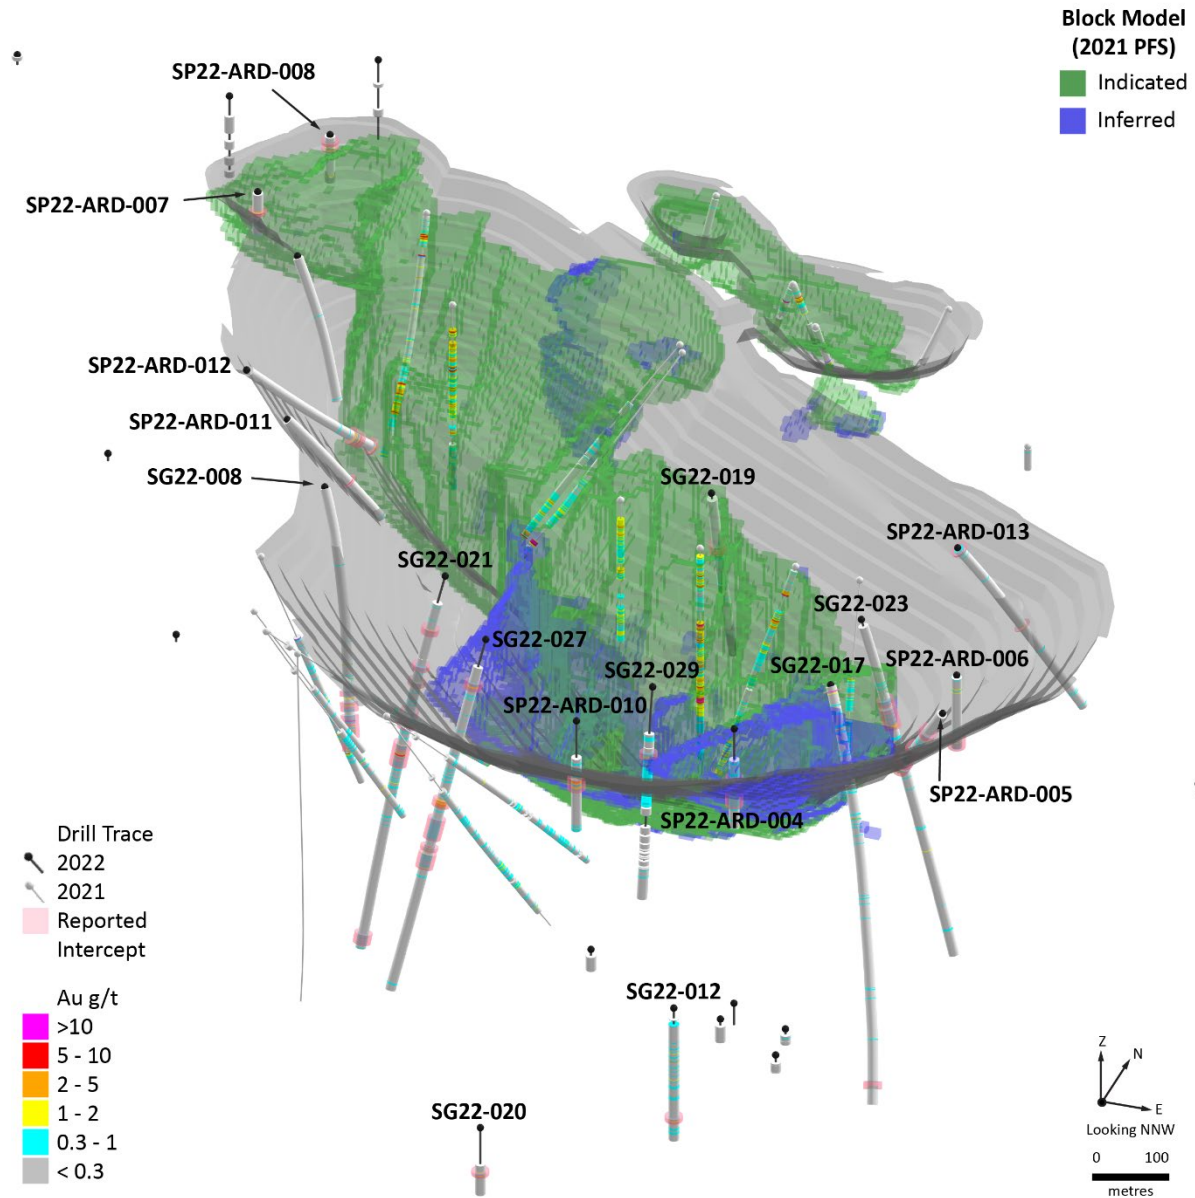 Block Model
(2021 PFS)
Indicated
Inferred
SP22-ARD-008
SP22-ARD-007
SP22-ARD-012
SP22-ARD-011
SG22-008
SG22-019
SP22-ARD-013
SG22-021
SG22-023
SG22-027
SG22-029
SG22-017
SP22-ARD-006
SP22-ARD-010
SP22-ARD-005
SP22-ARD-004
Drill Trace
2022
2021
Reported
Intercept
Au g/t
>10
5 - 10
2 - 5
1 - 2
0.3 - 1
< 0.3
SG22-012
SG22-020
Z
N
E
Looking NNW
0 100
metres